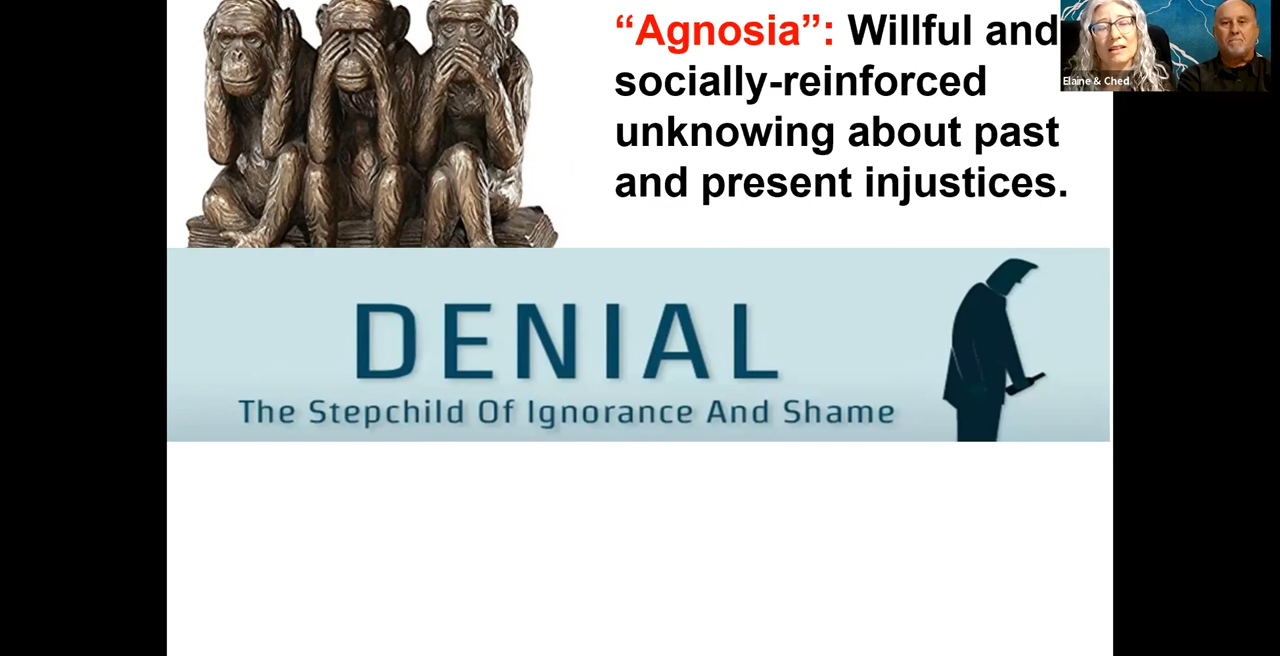 “Agnosia”: Willful and
socially-reinforced
unknowing about past
and present injustices.
Elaine & Ched
DENIAL
The Stepchild Of Ignorance And Shame